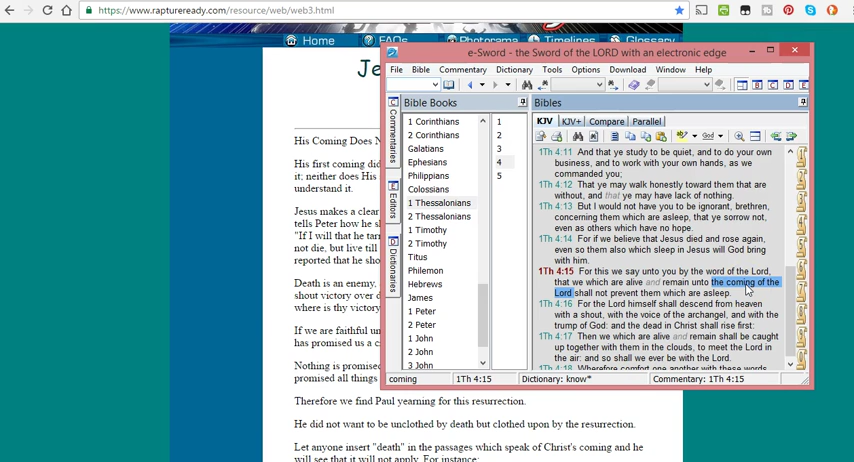 https://www.raptureready.com/resource/web/web3.html
Home
FAQs
Photorama
Timelines
Glossary
Je
His Coming Does N
His first coming did
it; neither does His
understand it.
Jesus makes a clear
tells Peter how he sh
"If I will that he tarr
not die, but live till
reported that he sho
Death is an enemy,
shout victory over d
where is thy victory
If we are faithful un
has promised us a c
Nothing is promise
promised all things
Therefore we find Paul yearning for this resurrection.
He did not want to be unclothed by death but clothed upon by the resurrection.
Let anyone insert "death" in the passages which speak of Christ's coming and he
will see that it will not apply. For instance:
e-Sword - the Sword of the LORD with an electronic edge
File Bible Commentary Dictionary Tools Options Download Window Help
B C D E
Commentaries
Editors
Dictionaries
Bible Books
1 Corinthians
2 Corinthians
Galatians
Ephesians
Philippians
Colossians
1 Thessalonians
2 Thessalonians
1 Timothy
2 Timothy
Titus
Philemon
Hebrews
James
1 Peter
2 Peter
1 John
2 John
3 John
1
2
3
4
5
Bibles
KJV KJV+ Compare Parallel
God
1Th 4:11 And that ye study to be quiet, and to do your own
business, and to work with your own hands, as we
commanded you;
1Th 4:12 That ye may walk honestly toward them that are
without, and that ye may have lack of nothing.
1Th 4:13 But I would not have you to be ignorant, brethren,
concerning them which are asleep, that ye sorrow not,
even as others which have no hope.
1Th 4:14 For if we believe that Jesus died and rose again,
even so them also which sleep in Jesus will God bring
with him.
1Th 4:15 For this we say unto you by the word of the Lord,
that we which are alive and remain unto the coming of the
Lord shall not prevent them which are asleep.
1Th 4:16 For the Lord himself shall descend from heaven
with a shout, with the voice of the archangel, and with the
trump of God: and the dead in Christ shall rise first:
1Th 4:17 Then we which are alive and remain shall be caught
up together with them in the clouds, to meet the Lord in
the air: and so shall we ever be with the Lord.
1Th 4:18 Wherefore comfort one another with these words.
coming
1Th 4:15
Dictionary: know*
Commentary: 1Th 4:15